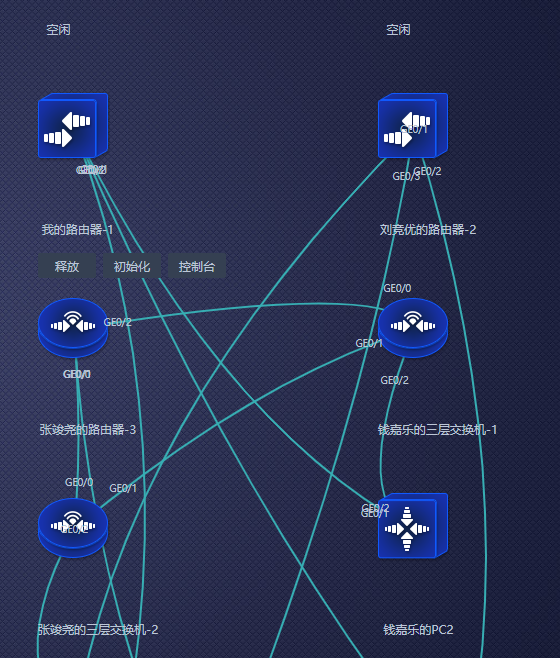 空闲 空闲
GE0/1
GE0/3 GE0/2
我的路由器-1 刘竞优的路由器-2
释放 初始化 控制台
GE0/0
GE0/2
GE0/1
GE0/2
张竣尧的路由器-3 钱嘉乐的三层交换机-1
GE0/0
GE0/1
GE0/2
GE0/1
GE0/2
张竣尧的三层交换机-2 钱嘉乐的PC2